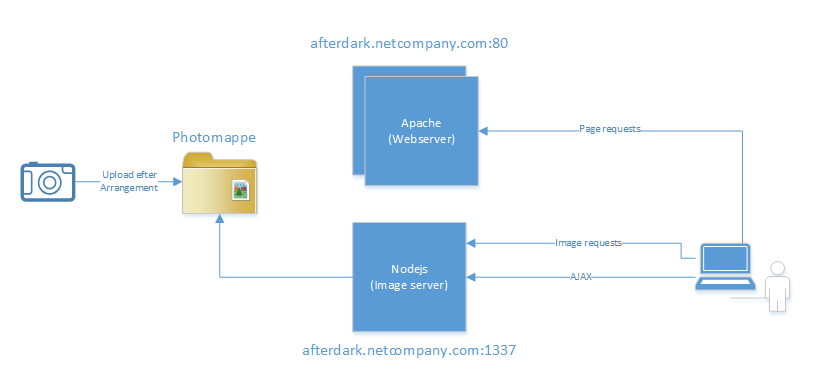 afterdark.netcompany.com:80
Apache
(Webserver)
Page requests
Photomappe
Upload efter
Arrangement
Image requests
Nodejs
(Image server)
AJAX
afterdark.netcompany.com:1337